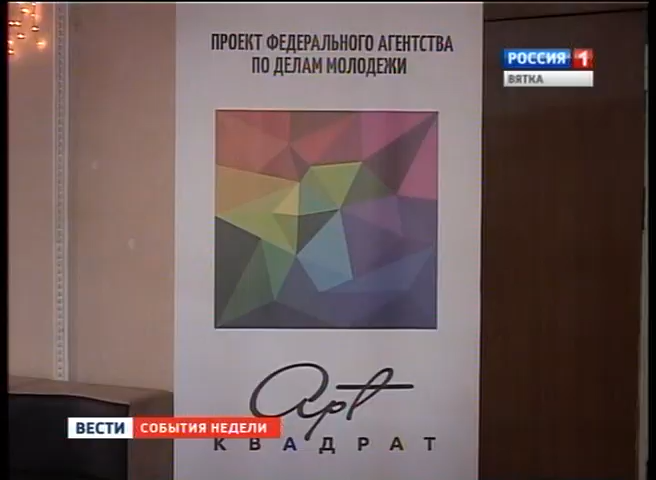 ПРОЕКТ ФЕДЕРАЛЬНОГО АГЕНТСТВА
ПО ДЕЛАМ МОЛОДЕЖИ
РОССИЯ 1
ВЯТКА
Арт
КВАДРАТ
ВЕСТИ СОБЫТИЯ НЕДЕЛИ